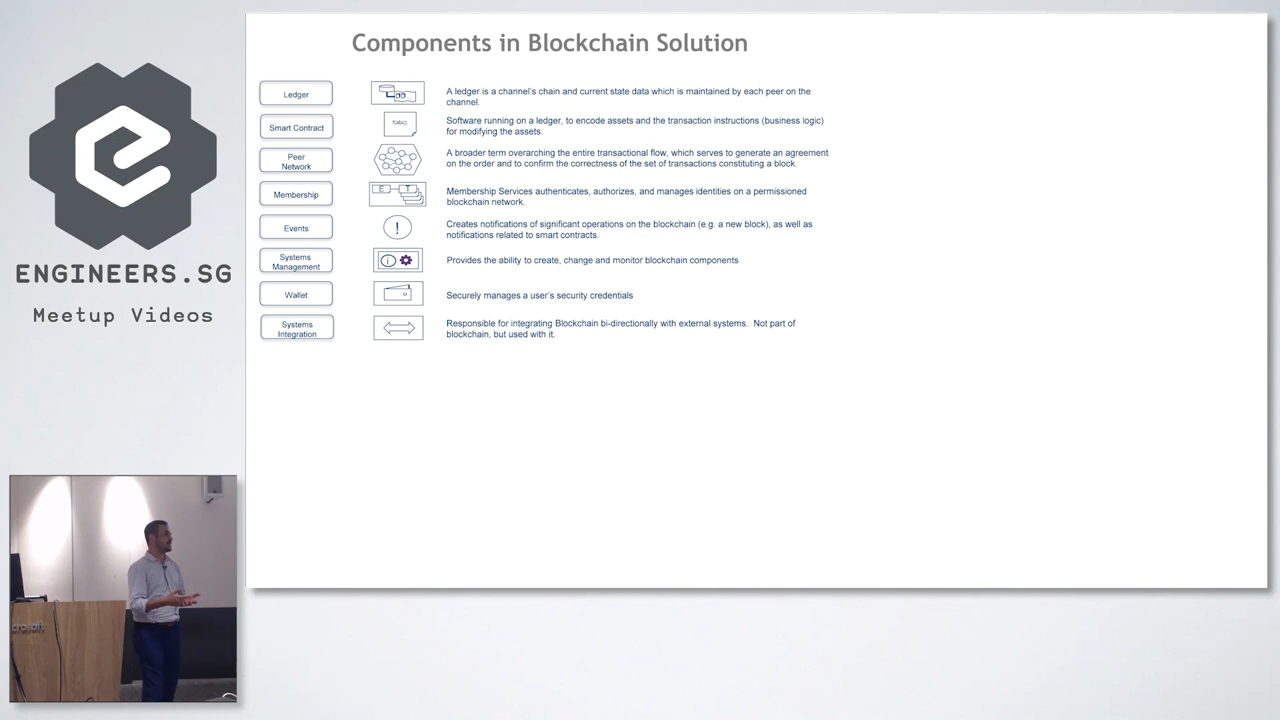 Components in Blockchain Solution
Ledger
A ledger is a channel's chain and current state data which is maintained by each peer on the
channel.
Smart Contract
f(abc);
Software running on a ledger, to encode assets and the transaction instructions (business logic)
for modifying the assets.
Peer
Network
A broader term overarching the entire transactional flow, which serves to generate an agreement
on the order and to confirm the correctness of the set of transactions constituting a block.
Membership
E
T
Membership Services authenticates, authorizes, and manages identities on a permissioned
blockchain network.
Events
!
Creates notifications of significant operations on the blockchain (e.g. a new block), as well as
notifications related to smart contracts.
Systems
Management
i
Provides the ability to create, change and monitor blockchain components
Wallet
Securely manages a user's security credentials
Systems
Integration
Responsible for integrating Blockchain bi-directionally with external systems.  Not part of
blockchain, but used with it.
ENGINEERS.SG
Meetup Videos
crosoft